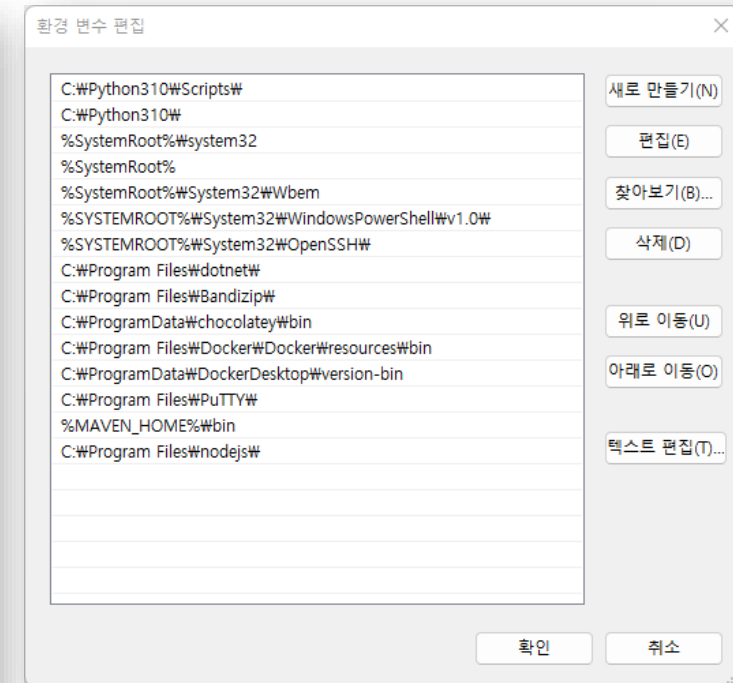 환경 변수 편집
C:₩Python310₩Scripts₩
C:₩Python310₩
%SystemRoot%₩system32
%SystemRoot%
%SystemRoot%₩System32₩Wbem
%SYSTEMROOT%₩System32₩WindowsPowerShell₩v1.0₩
%SYSTEMROOT%₩System32₩OpenSSH₩
C:₩Program Files₩dotnet₩
C:₩Program Files₩Bandizip₩
C:₩ProgramData₩chocolatey₩bin
C:₩Program Files₩Docker₩Docker₩resources₩bin
C:₩ProgramData₩DockerDesktop₩version-bin
C:₩Program Files₩PuTTY₩
%MAVEN_HOME%₩bin
C:₩Program Files₩nodejs₩
새로 만들기(N)
편집(E)
찾아보기(B)...
삭제(D)
위로 이동(U)
아래로 이동(O)
텍스트 편집(T)...
확인
취소